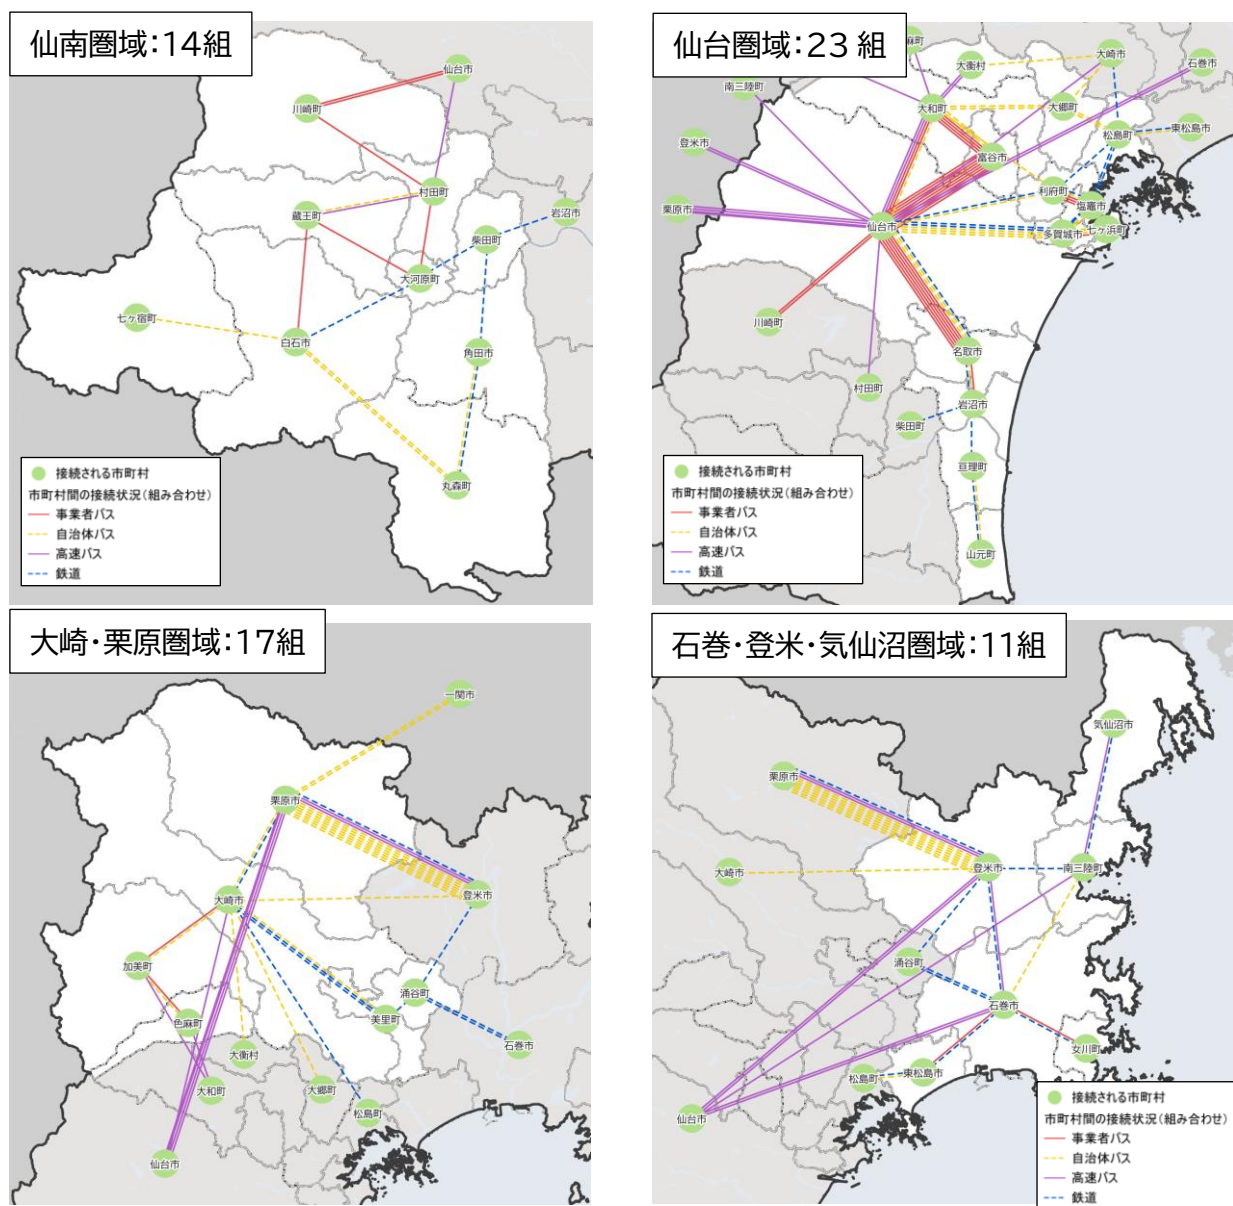 仙南圏域：14組
仙台市
川崎町
村田町
蔵王町
岩沼市
柴田町
大河原町
七ヶ宿町
白石市
角田市
丸森町
接続される市町村
市町村間の接続状況（組み合わせ）
事業者バス
自治体バス
高速バス
鉄道
仙台圏域：23 組
麻町
大衡村
大崎市
石巻市
南三陸町
大和町
大郷町
松島町
東松島市
登米市
富谷市
利府町
塩竈市
栗原市
仙台市
多賀城市
七ヶ浜町
川崎町
名取市
村田町
岩沼市
柴田町
亘理町
山元町
接続される市町村
市町村間の接続状況（組み合わせ）
事業者バス
自治体バス
高速バス
鉄道
大崎・栗原圏域：17組
一関市
栗原市
大崎市
登米市
加美町
涌谷町
色麻町
美里町
大衡村
石巻市
大和町
大郷町
松島町
仙台市
石巻・登米・気仙沼圏域：11組
気仙沼市
栗原市
大崎市
登米市
南三陸町
涌谷町
石巻市
女川町
松島町
東松島市
仙台市
接続される市町村
市町村間の接続状況（組み合わせ）
事業者バス
自治体バス
高速バス
鉄道